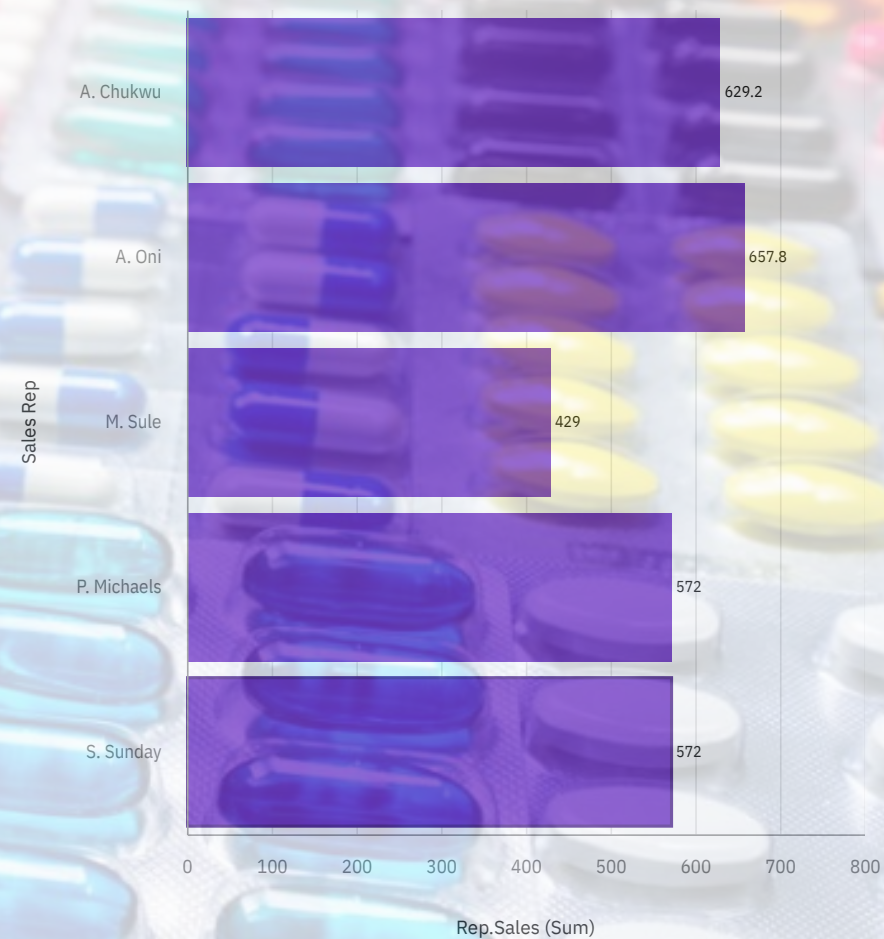 A. Chukwu
629.2
A. Oni
657.8
M. Sule
429
P. Michaels
572
S. Sunday
572
Sales Rep
0 100 200 300 400 500 600 700 800
Rep.Sales (Sum)